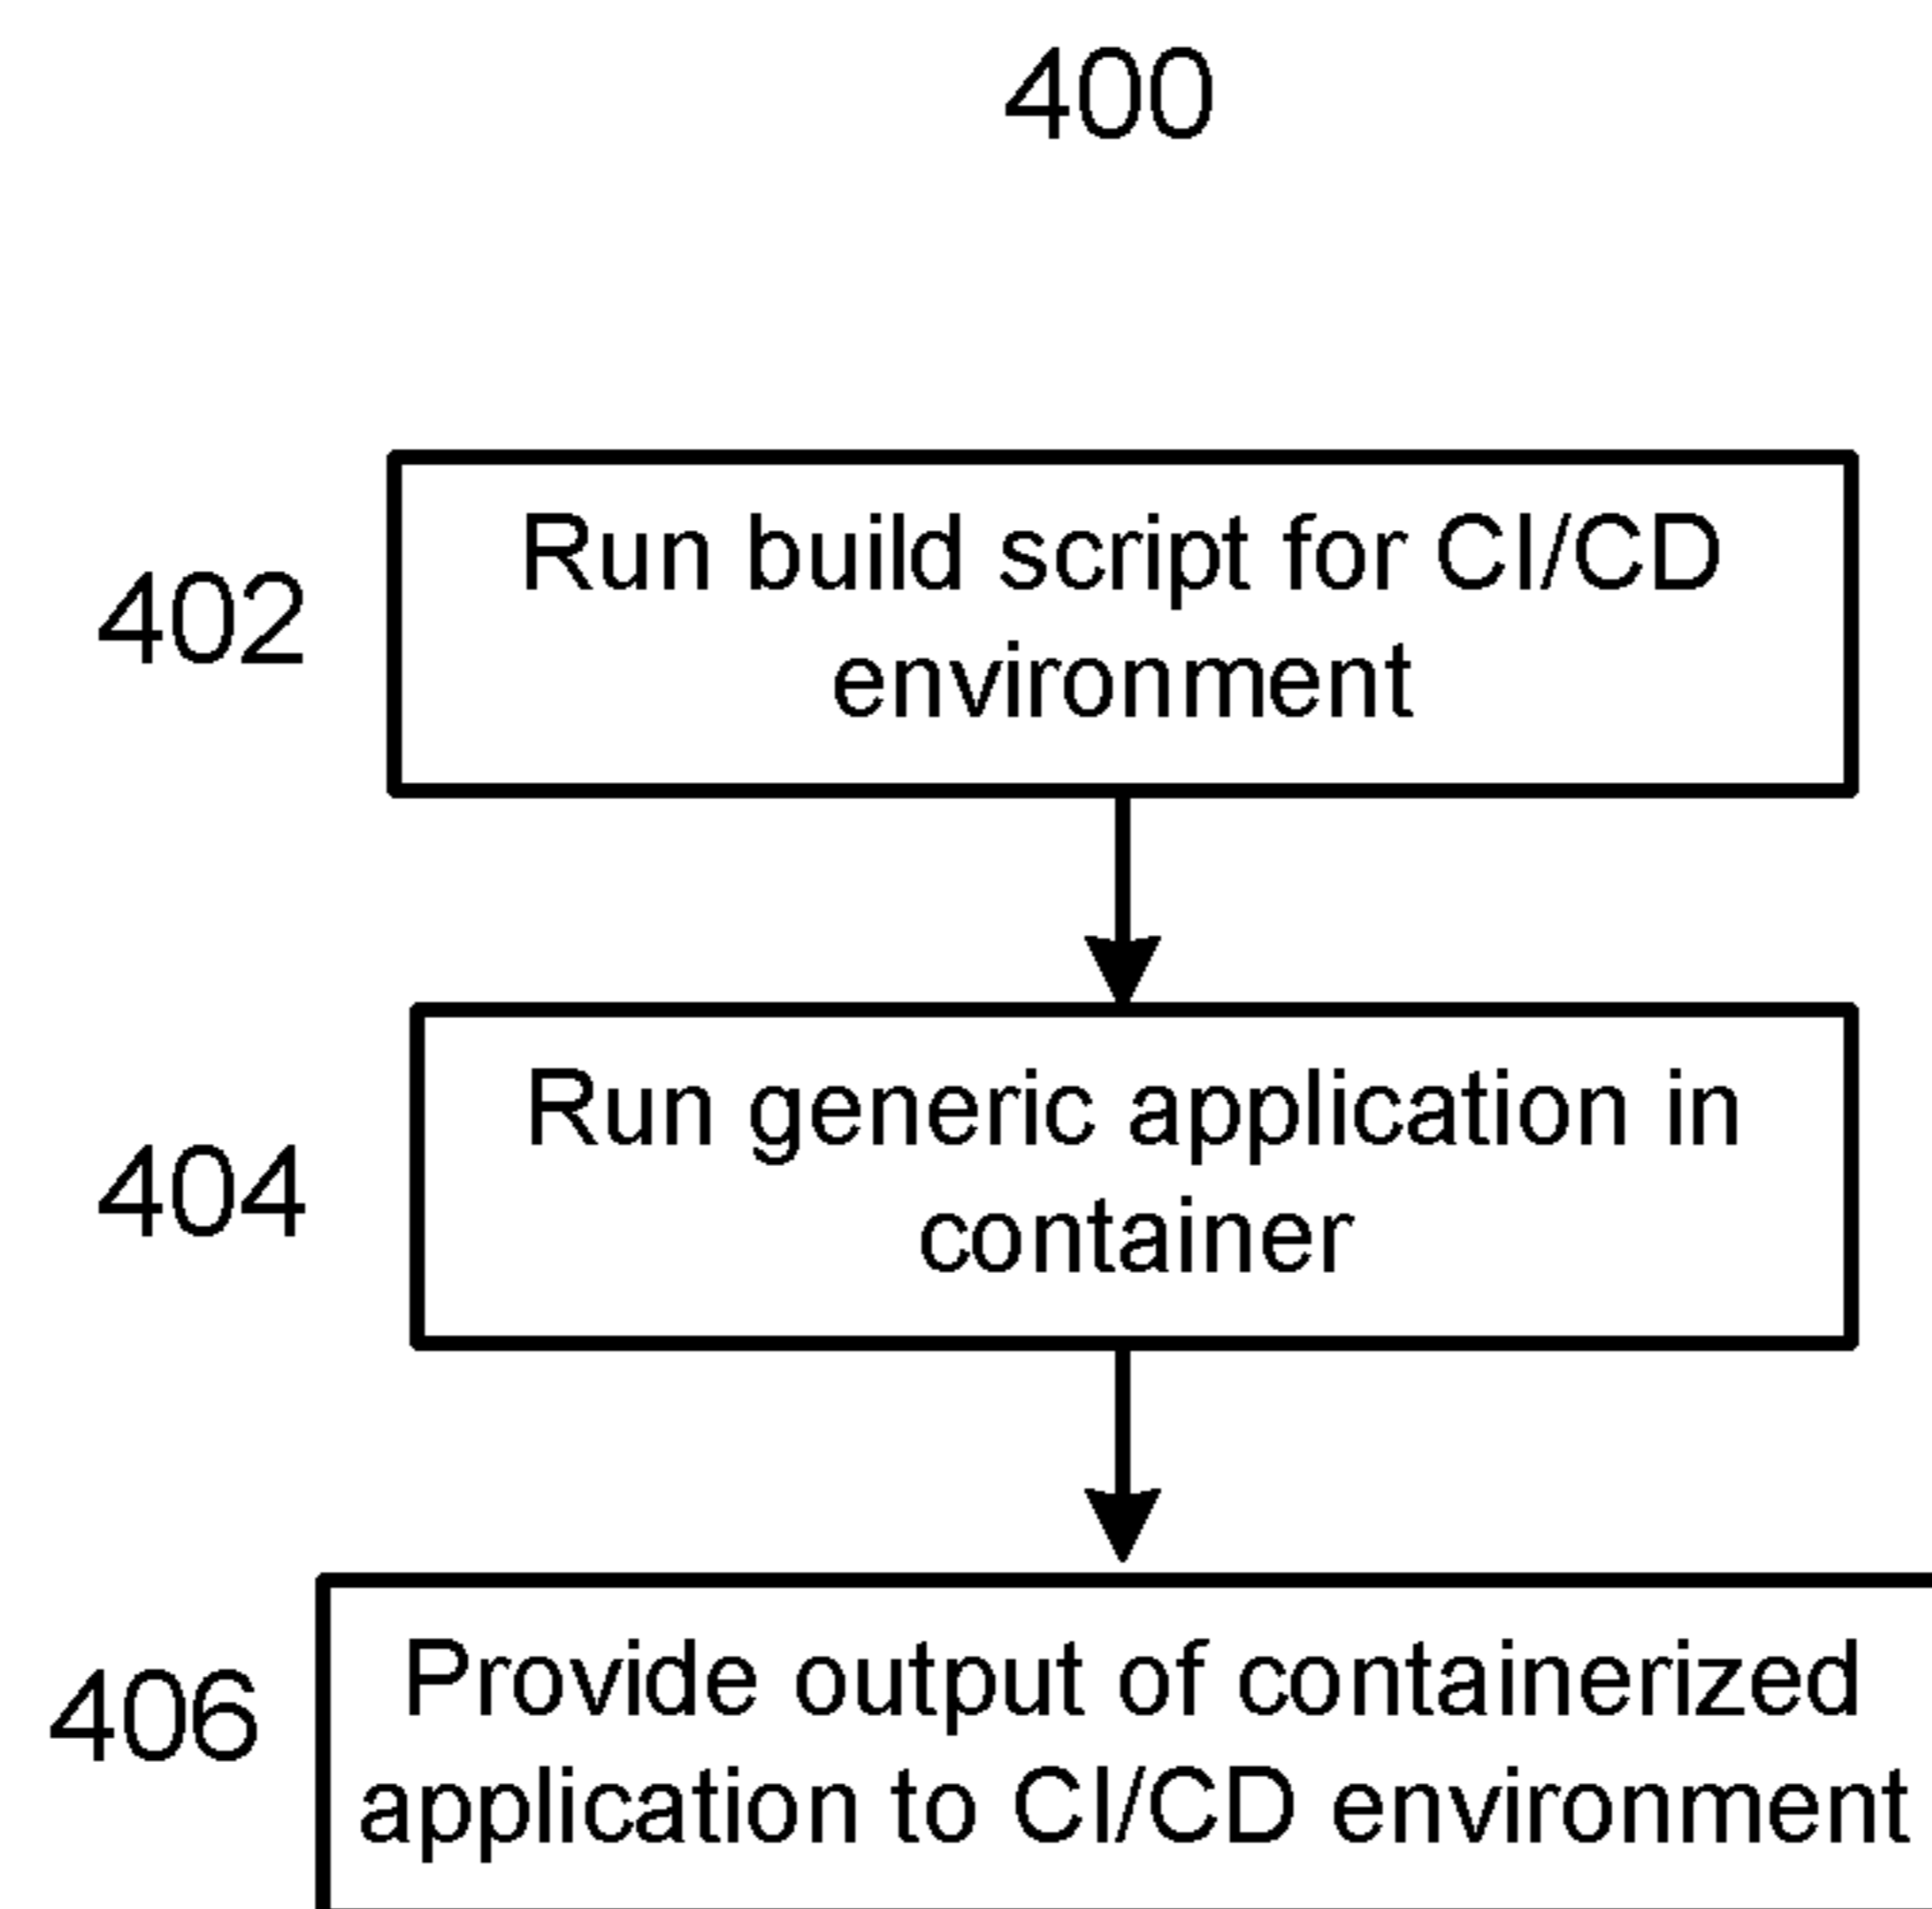 400
402
Run build script for CI/CD
environment
404
Run generic application in
container
406
Provide output of containerized
application to CI/CD environment